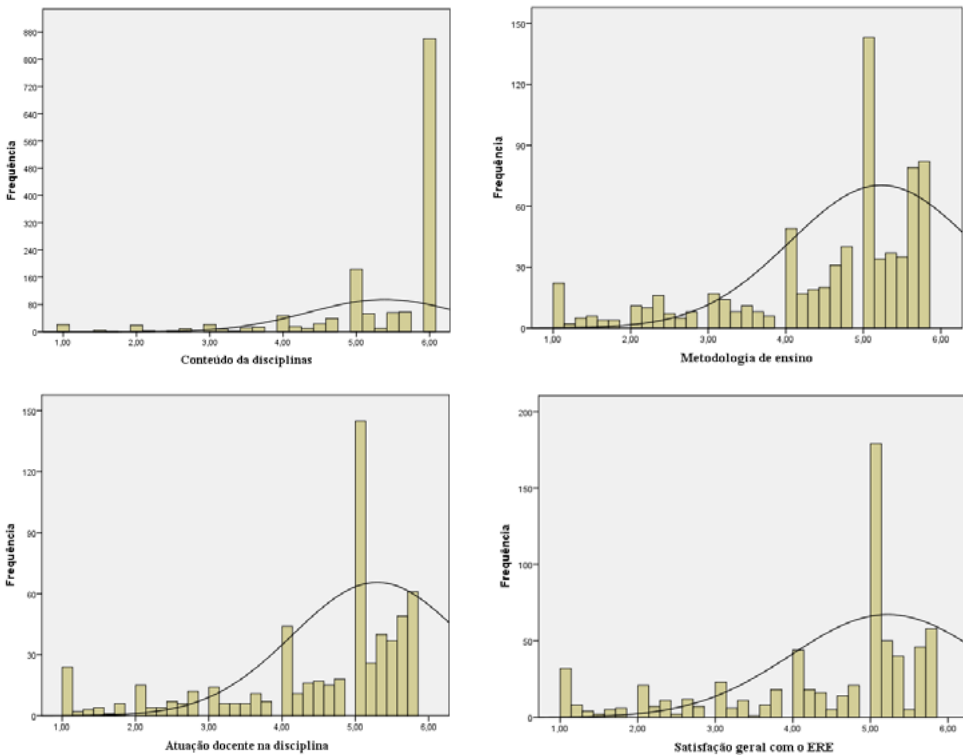 880
800
720
640
560
480
400
320
240
160
80
0
Frequência
1,00 2,00 3,00 4,00 5,00 6,00
Conteúdo da disciplinas
150
120
90
60
30
0
Frequência
1,00 2,00 3,00 4,00 5,00 6,00
Metodologia de ensino
150
120
90
60
30
0
Frequência
1,00 2,00 3,00 4,00 5,00 6,00
Atuação docente na disciplina
200
150
100
50
0
Frequência
1,00 2,00 3,00 4,00 5,00 6,00
Satisfação geral com o ERE